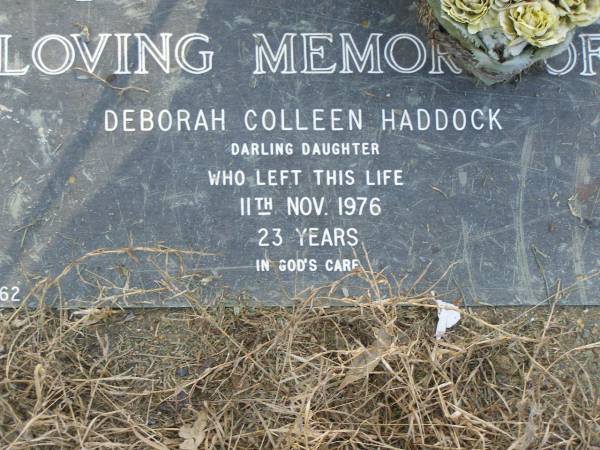 LOVING MEMORY OF
DEBORAH COLLEEN HADDOCK
DARLING DAUGHTER
WHO LEFT THIS LIFE
11TH NOV. 1976
23 YEARS
IN GOD'S CARE
62